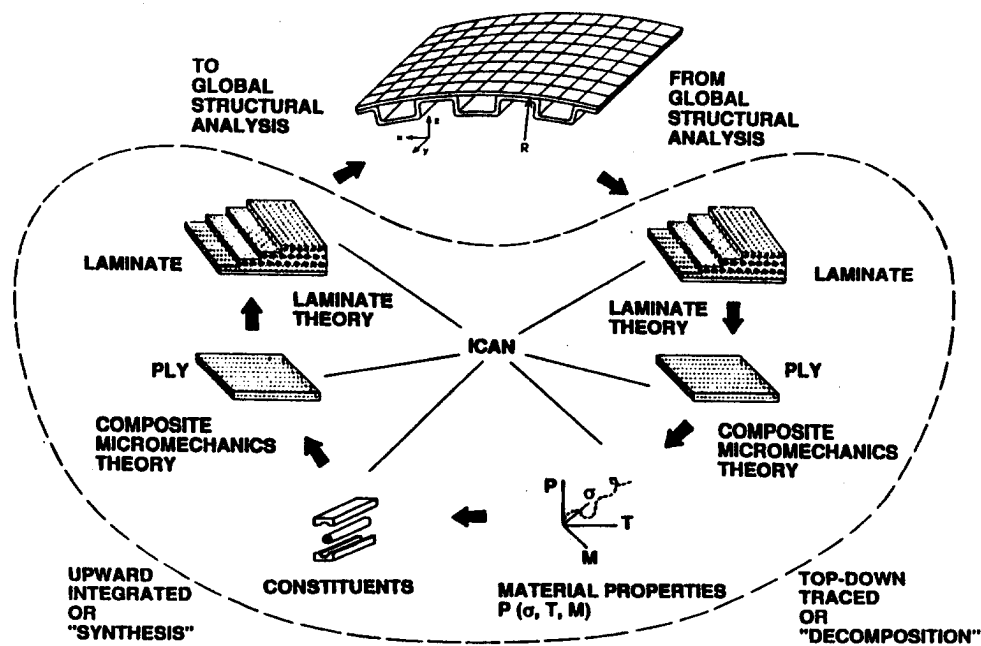 TO
GLOBAL
STRUCTURAL
ANALYSIS
FROM
GLOBAL
STRUCTURAL
ANALYSIS
z
x
y
R
LAMINATE
LAMINATE
THEORY
LAMINATE
LAMINATE
THEORY
ICAN
PLY
PLY
COMPOSITE
MICROMECHANICS
THEORY
COMPOSITE
MICROMECHANICS
THEORY
P
σ
T
M
CONSTITUENTS
MATERIAL PROPERTIES
P (σ, T, M)
UPWARD
INTEGRATED
OR
"SYNTHESIS"
TOP-DOWN
TRACED
OR
"DECOMPOSITION"